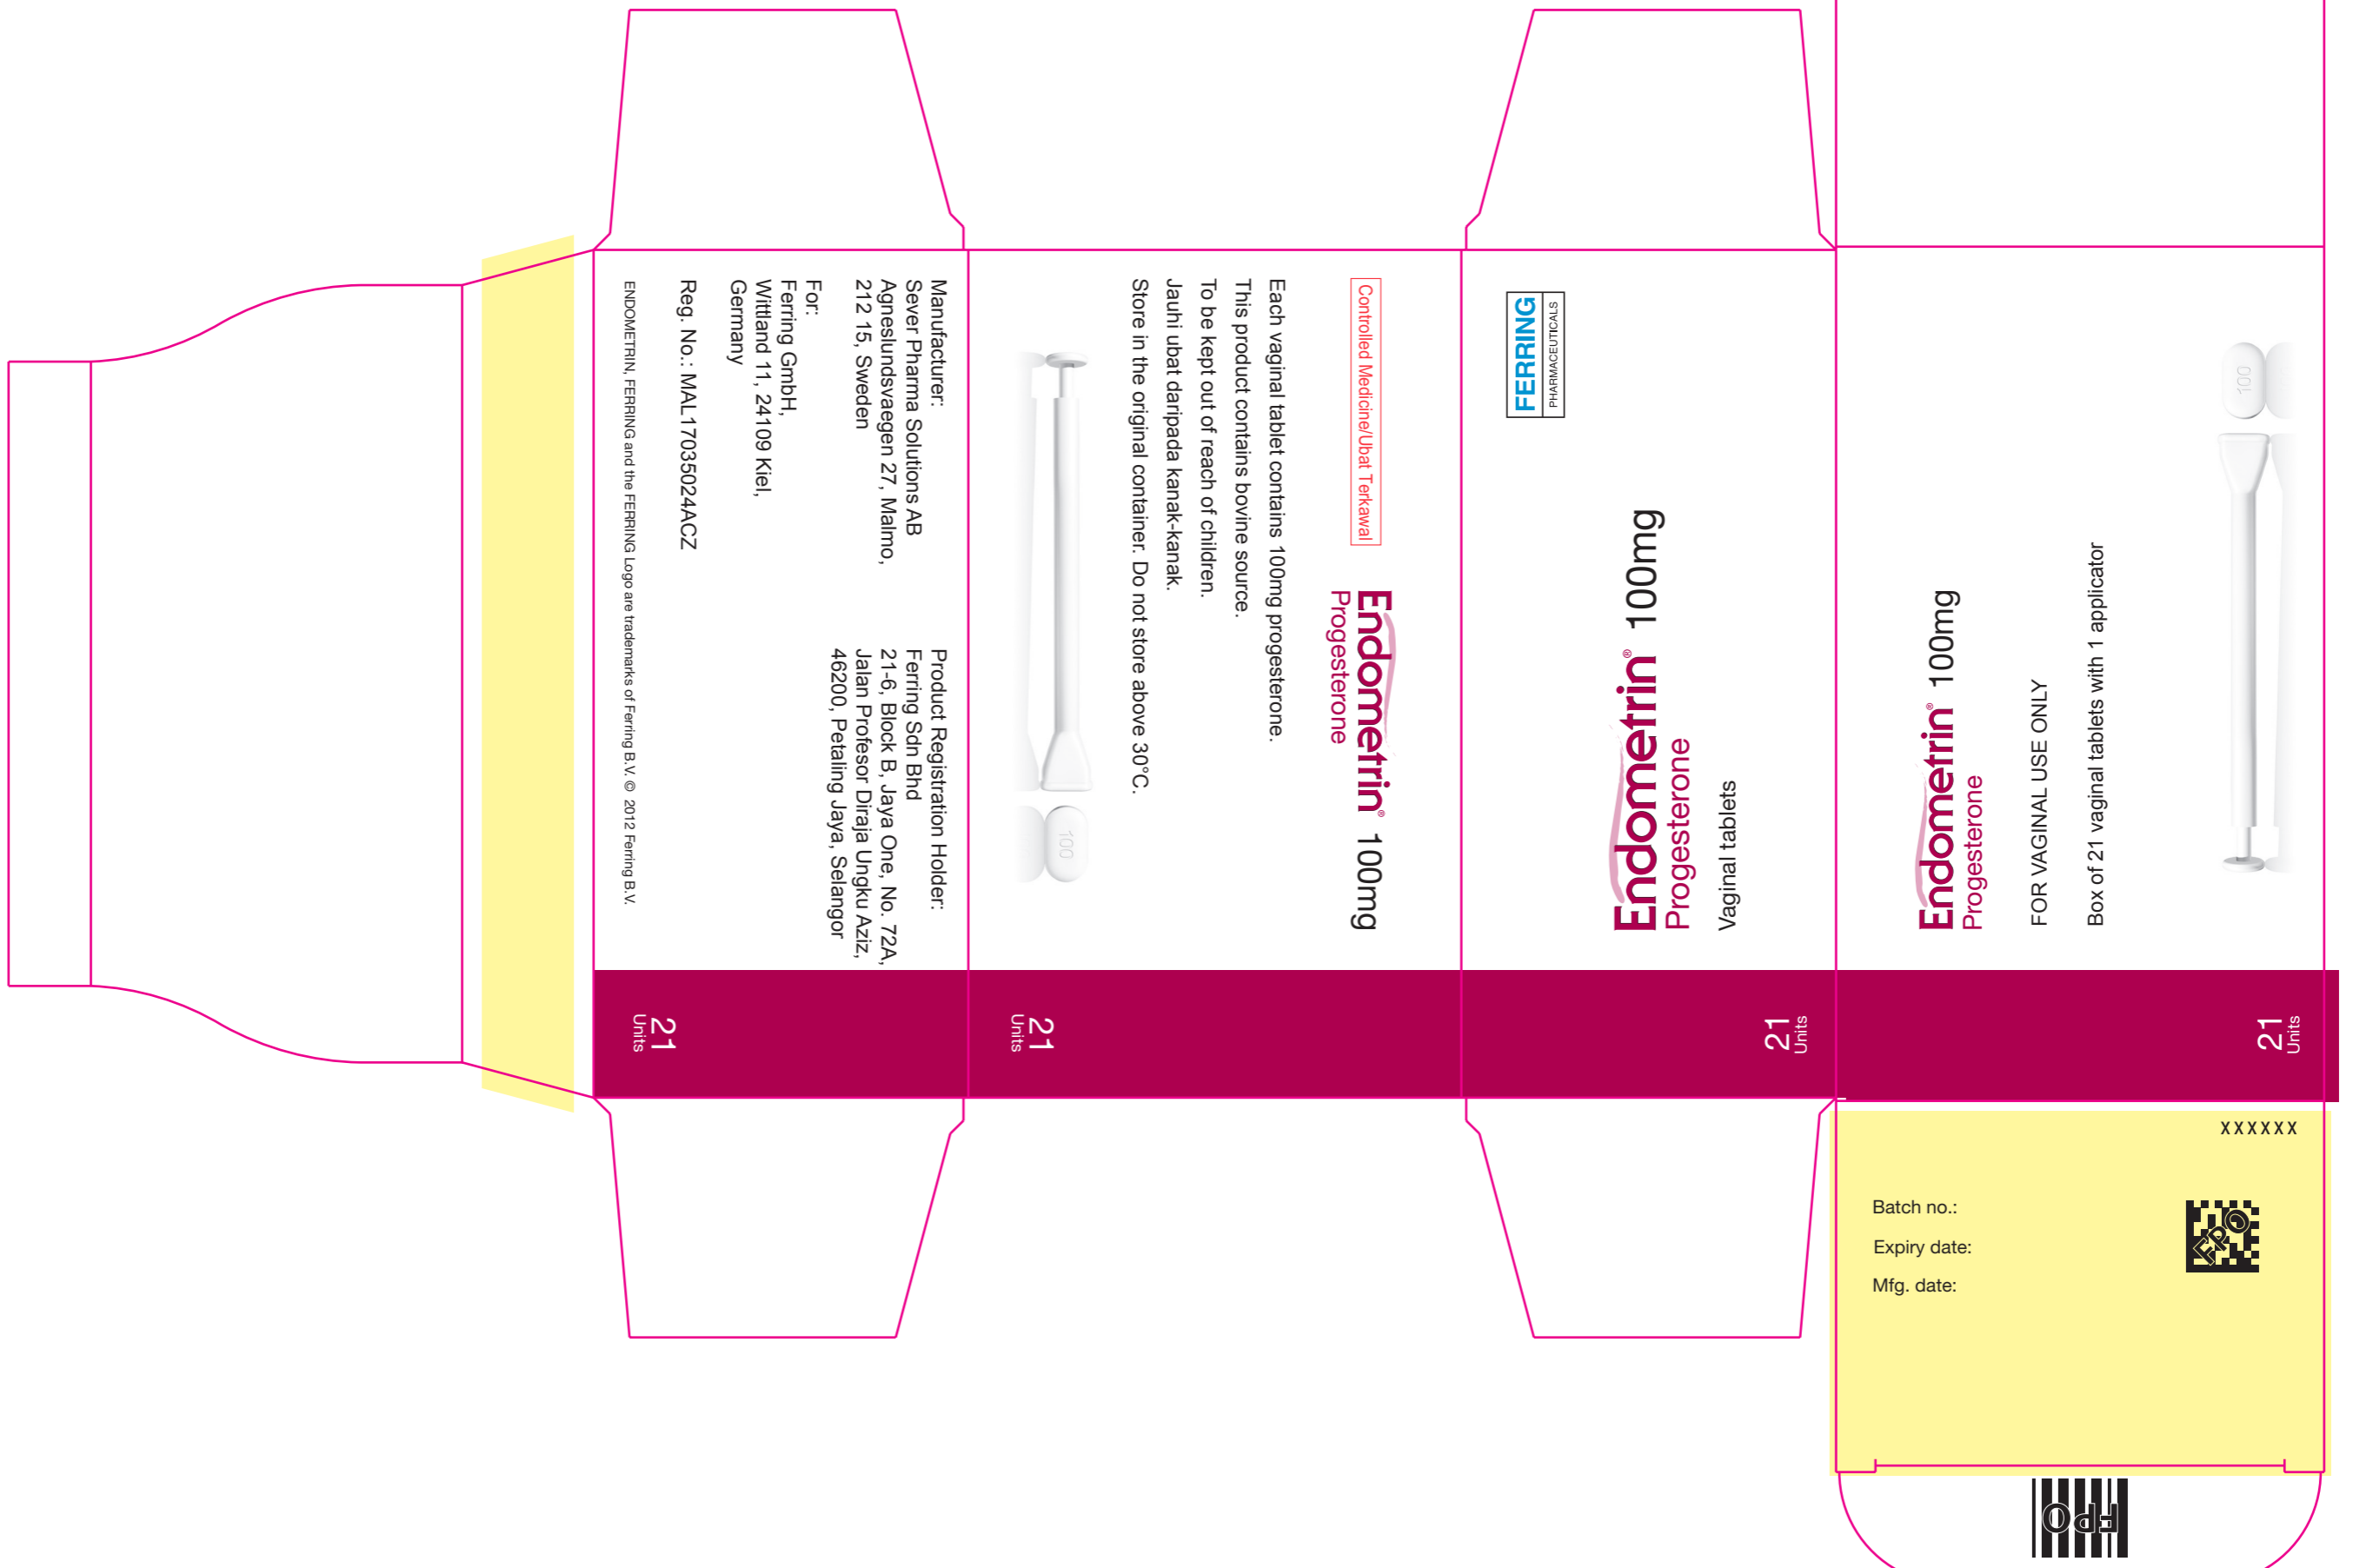 Manufacturer:
Sever Pharma Solutions AB
Agneslundsvaegen 27, Malmo,
212 15, Sweden
For:
Ferring GmbH,
Wittland 11, 24109 Kiel,
Germany
Reg. No.: MAL17035024ACZ
Product Registration Holder:
Ferring Sdn Bhd
21-6, Block B, Jaya One, No. 72A,
Jalan Profesor Diraja Ungku Aziz,
46200, Petaling Jaya, Selangor
ENDOMETRIN, FERRING and the FERRING Logo are trademarks of Ferring B.V. © 2012 Ferring B.V.
21
Units
Controlled Medicine/Ubat Terkawal
Endometrin® 100mg
Progesterone
Each vaginal tablet contains 100mg progesterone.
This product contains bovine source.
To be kept out of reach of children.
Jauhi ubat daripada kanak-kanak.
Store in the original container. Do not store above 30°C.
100
21
Units
FERRING
PHARMACEUTICALS
Endometrin® 100mg
Progesterone
Vaginal tablets
21
Units
Endometrin® 100mg
Progesterone
FOR VAGINAL USE ONLY
Box of 21 vaginal tablets with 1 applicator
100
21
Units
XXXXXX
Batch no.:
Expiry date:
Mfg. date:
FPO
FPO